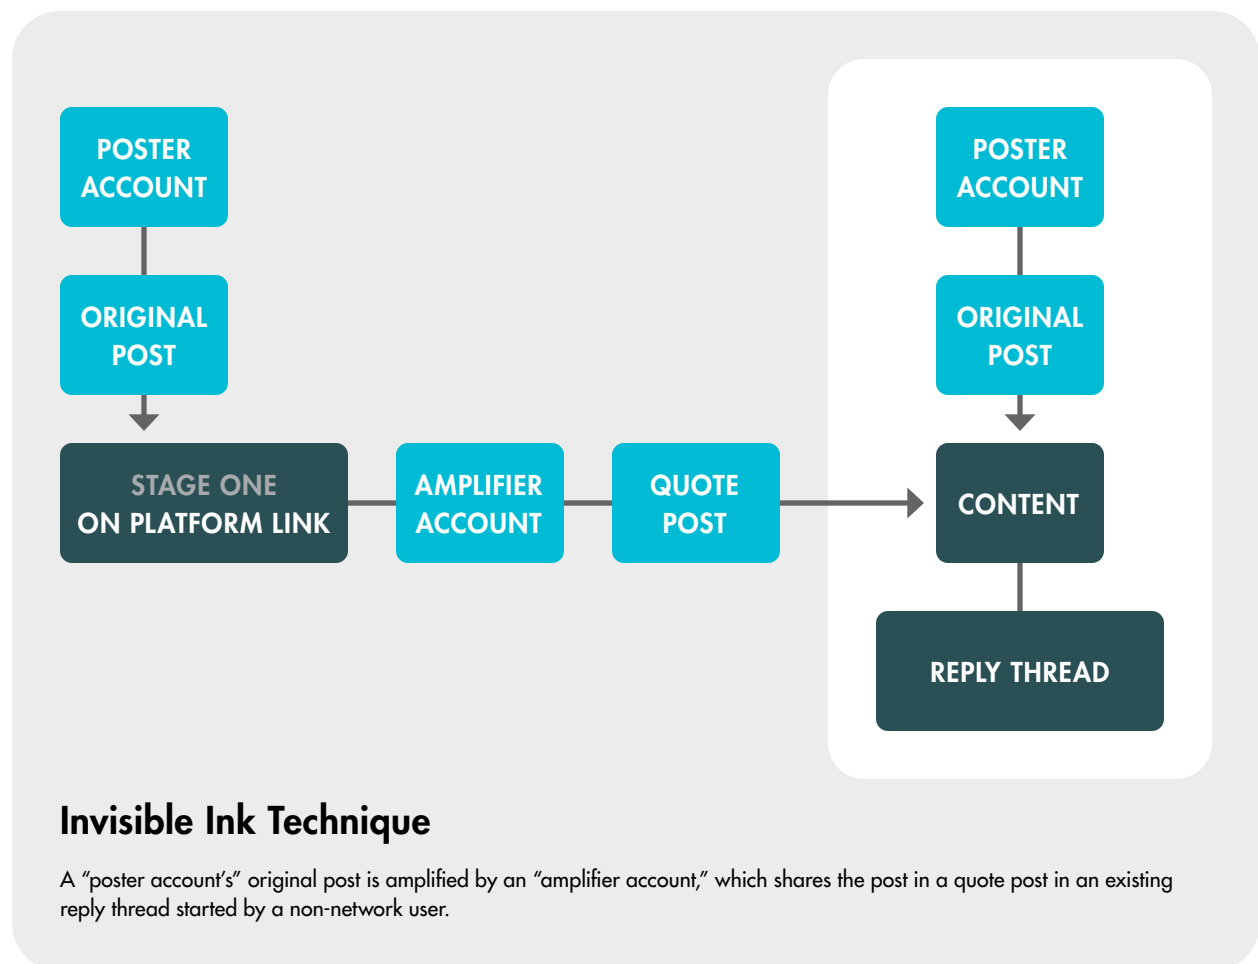 POSTER
ACCOUNT
ORIGINAL
POST
STAGE ONE
ON PLATFORM LINK
AMPLIFIER
ACCOUNT
QUOTE
POST
POSTER
ACCOUNT
ORIGINAL
POST
CONTENT
REPLY THREAD
Invisible Ink Technique
A “poster account’s” original post is amplified by an “amplifier account,” which shares the post in a quote post in an existing
reply thread started by a non-network user.